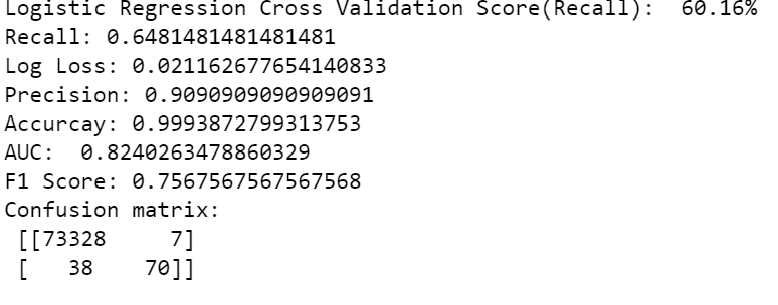 Logistic Regression Cross Validation Score(Recall):  60.16%
Recall: 0.6481481481481481
Log Loss: 0.021162677654140833
Precision: 0.9090909090909091
Accurcay: 0.9993872799313753
AUC:  0.8240263478860329
F1 Score: 0.7567567567567568
Confusion matrix:
[[73328     7]
[   38    70]]